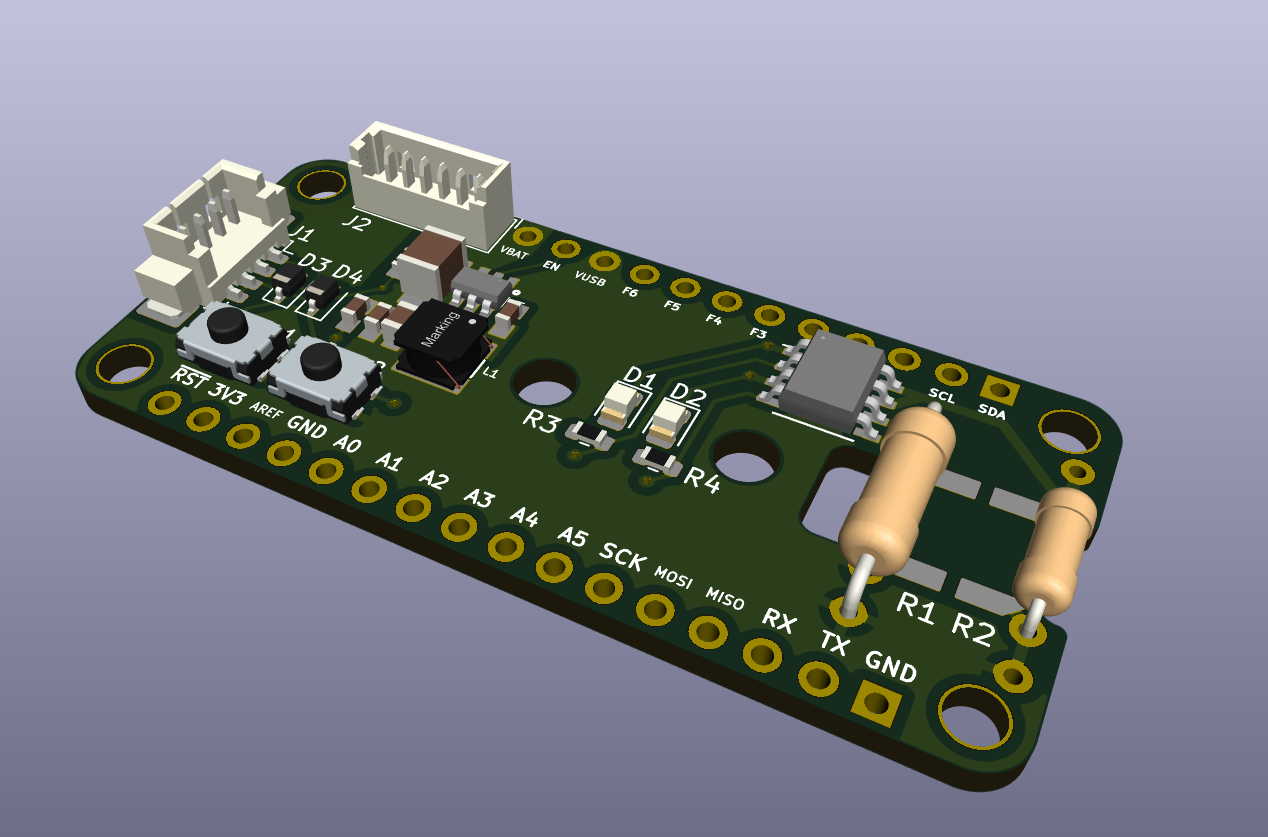 J2
J1
D3 D4
VBAT
EN
VUSB
F6
F5
F4
F3
Marking
L1
D1 D2
R3
R4
SCL
SDA
RST 3V3 AREF GND A0 A1 A2 A3 A4 A5 SCK MOSI MISO RX TX GND
R1 R2